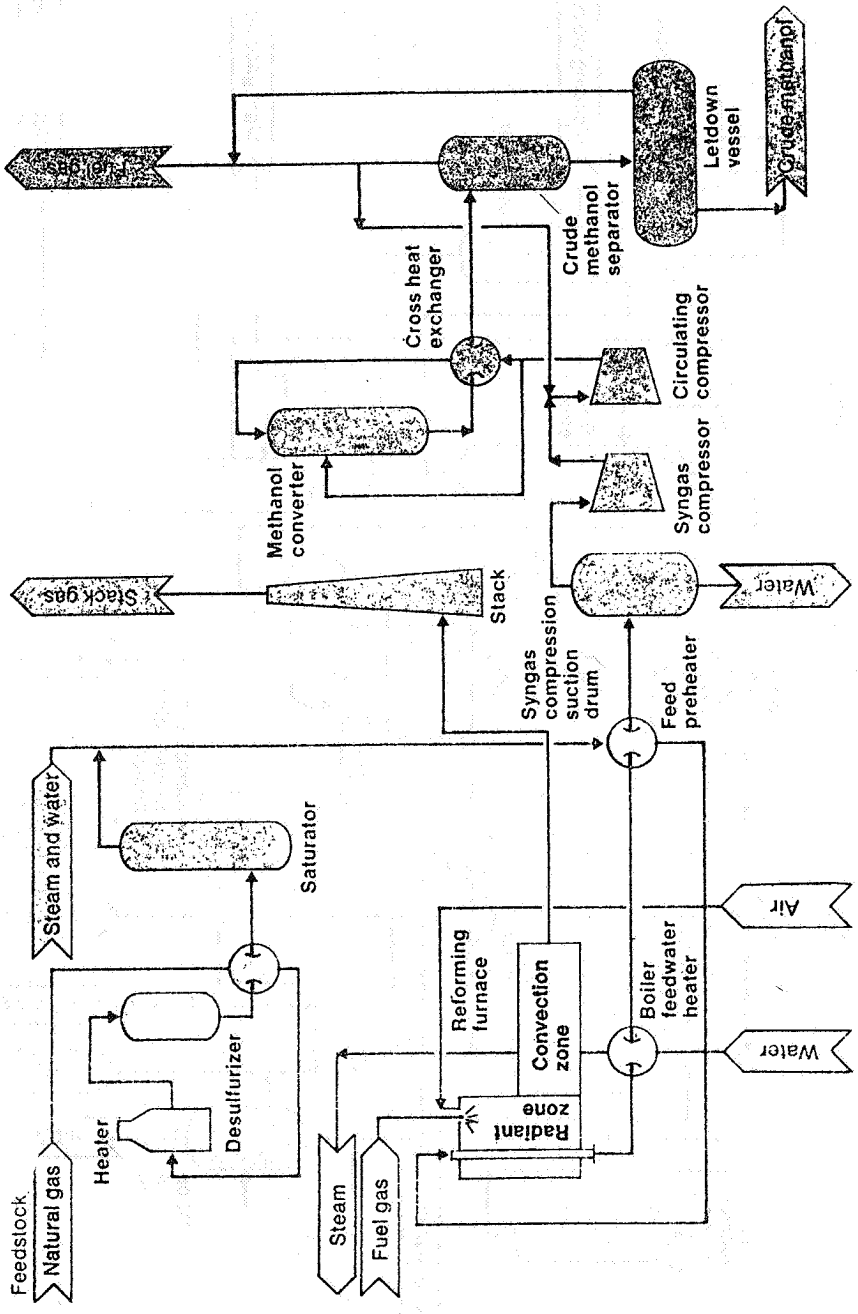 Feedstock
Natural gas
Steam and water
Heater
Desulfurizer
Saturator
Steam
Fuel gas
Reforming
furnace
Radiant
zone
Convection
zone
Boiler
feedwater
heater
Water
Air
Feed
preheater
Stack gas
Stack
Syngas
compression
suction
drum
Water
Methanol
converter
Syngas
compressor
Circulating
compressor
Cross heat
exchanger
Fuel gas
Crude
methanol
separator
Letdown
vessel
Crude methanol